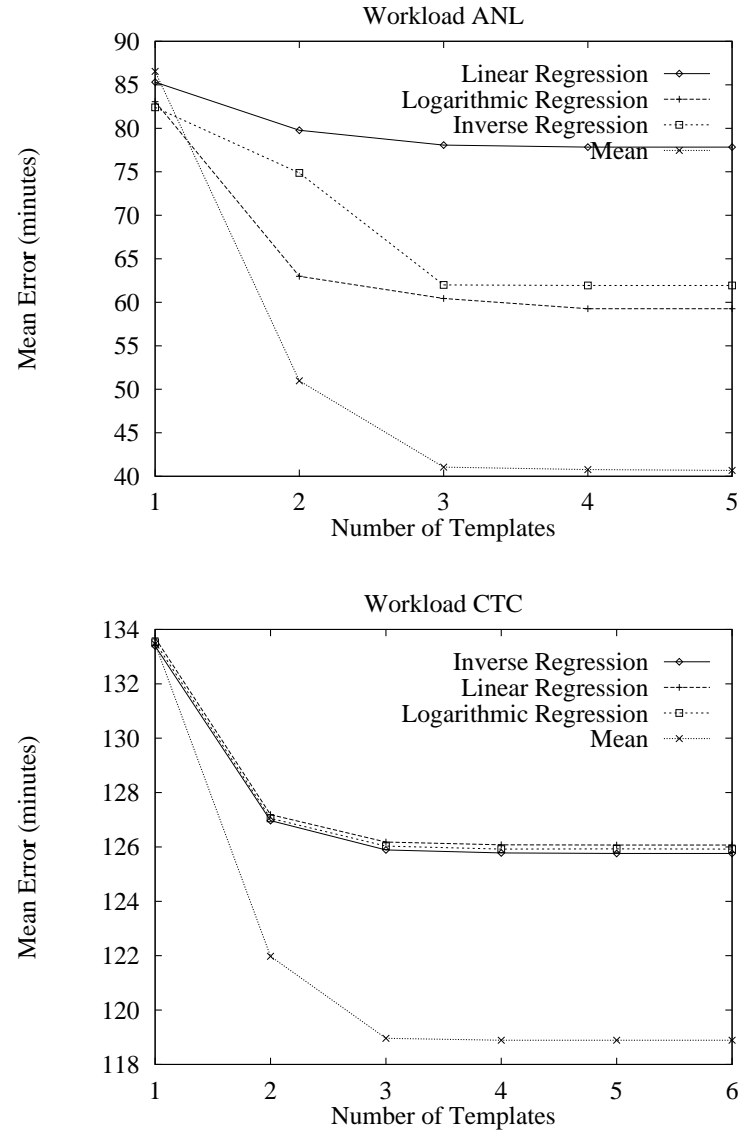 Workload ANL
90
85
80
75
70
65
60
55
50
45
40
Mean Error (minutes)
Linear Regression
Logarithmic Regression
Inverse Regression
Mean
1 2 3 4 5
Number of Templates
Workload CTC
134
132
130
128
126
124
122
120
118
Mean Error (minutes)
Inverse Regression
Linear Regression
Logarithmic Regression
Mean
1 2 3 4 5 6
Number of Templates